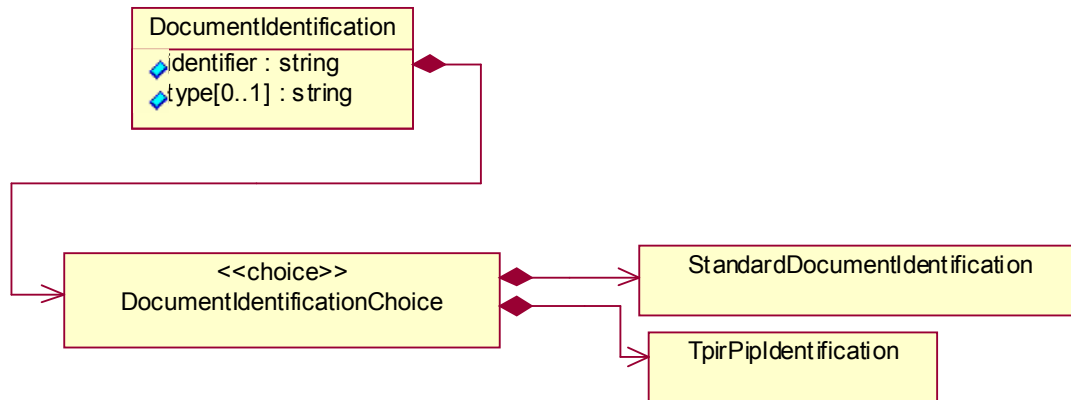 DocumentIdentification
identifier : string
type[0..1] : string
<<choice>>
DocumentIdentificationChoice
StandardDocumentIdentification
TpirPipIdentification